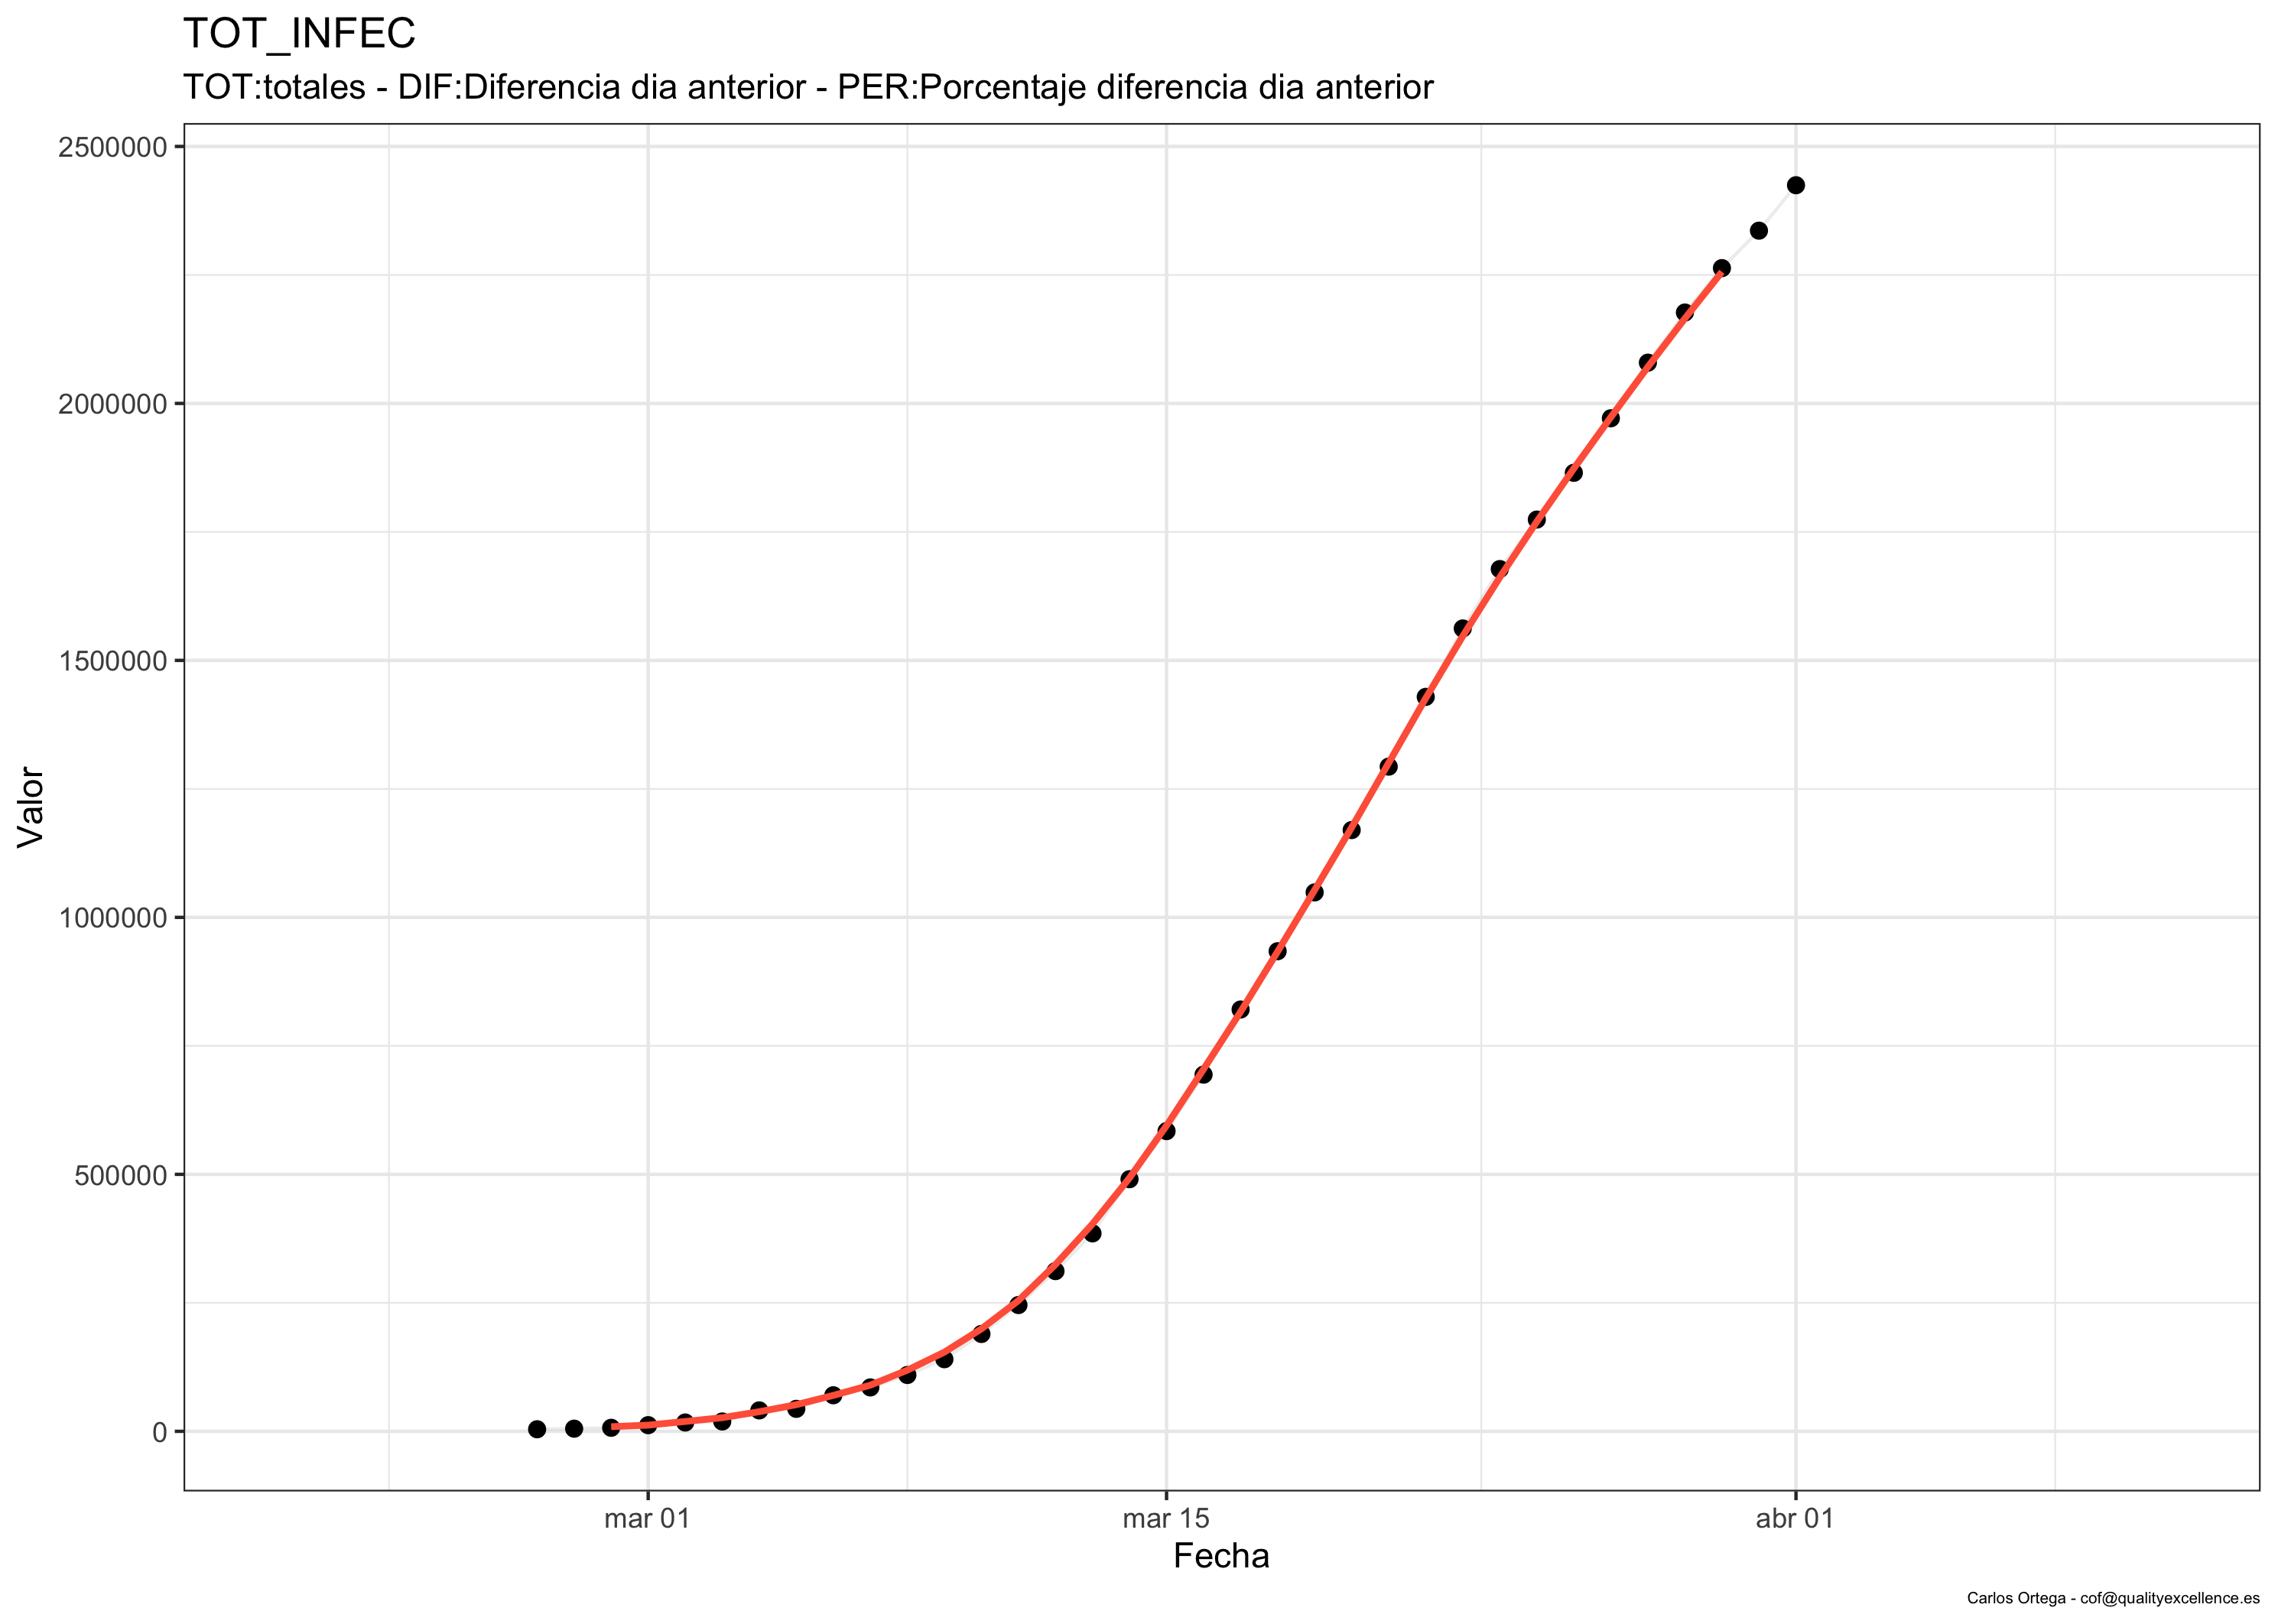 TOT_INFEC
TOT:totales - DIF:Diferencia dia anterior - PER:Porcentaje diferencia dia anterior
2500000
2000000
1500000
1000000
500000
0
Valor
mar 01
mar 15
abr 01
Fecha
Carlos Ortega - cof@qualityexcellence.es